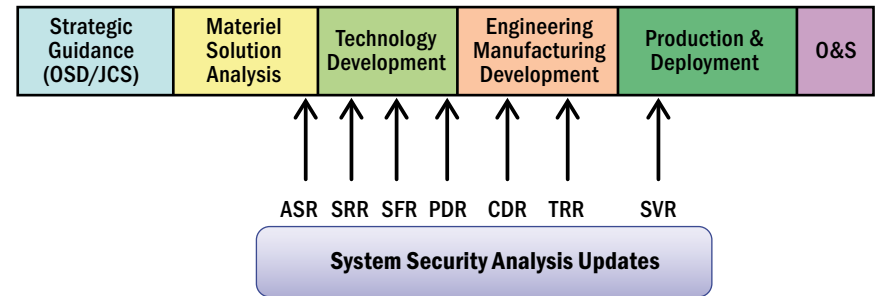 Strategic
Guidance
(OSD/JCS)
Materiel
Solution
Analysis
Technology
Development
Engineering
Manufacturing
Development
Production &
Deployment
O&S
ASR SRR SFR PDR CDR TRR SVR
System Security Analysis Updates